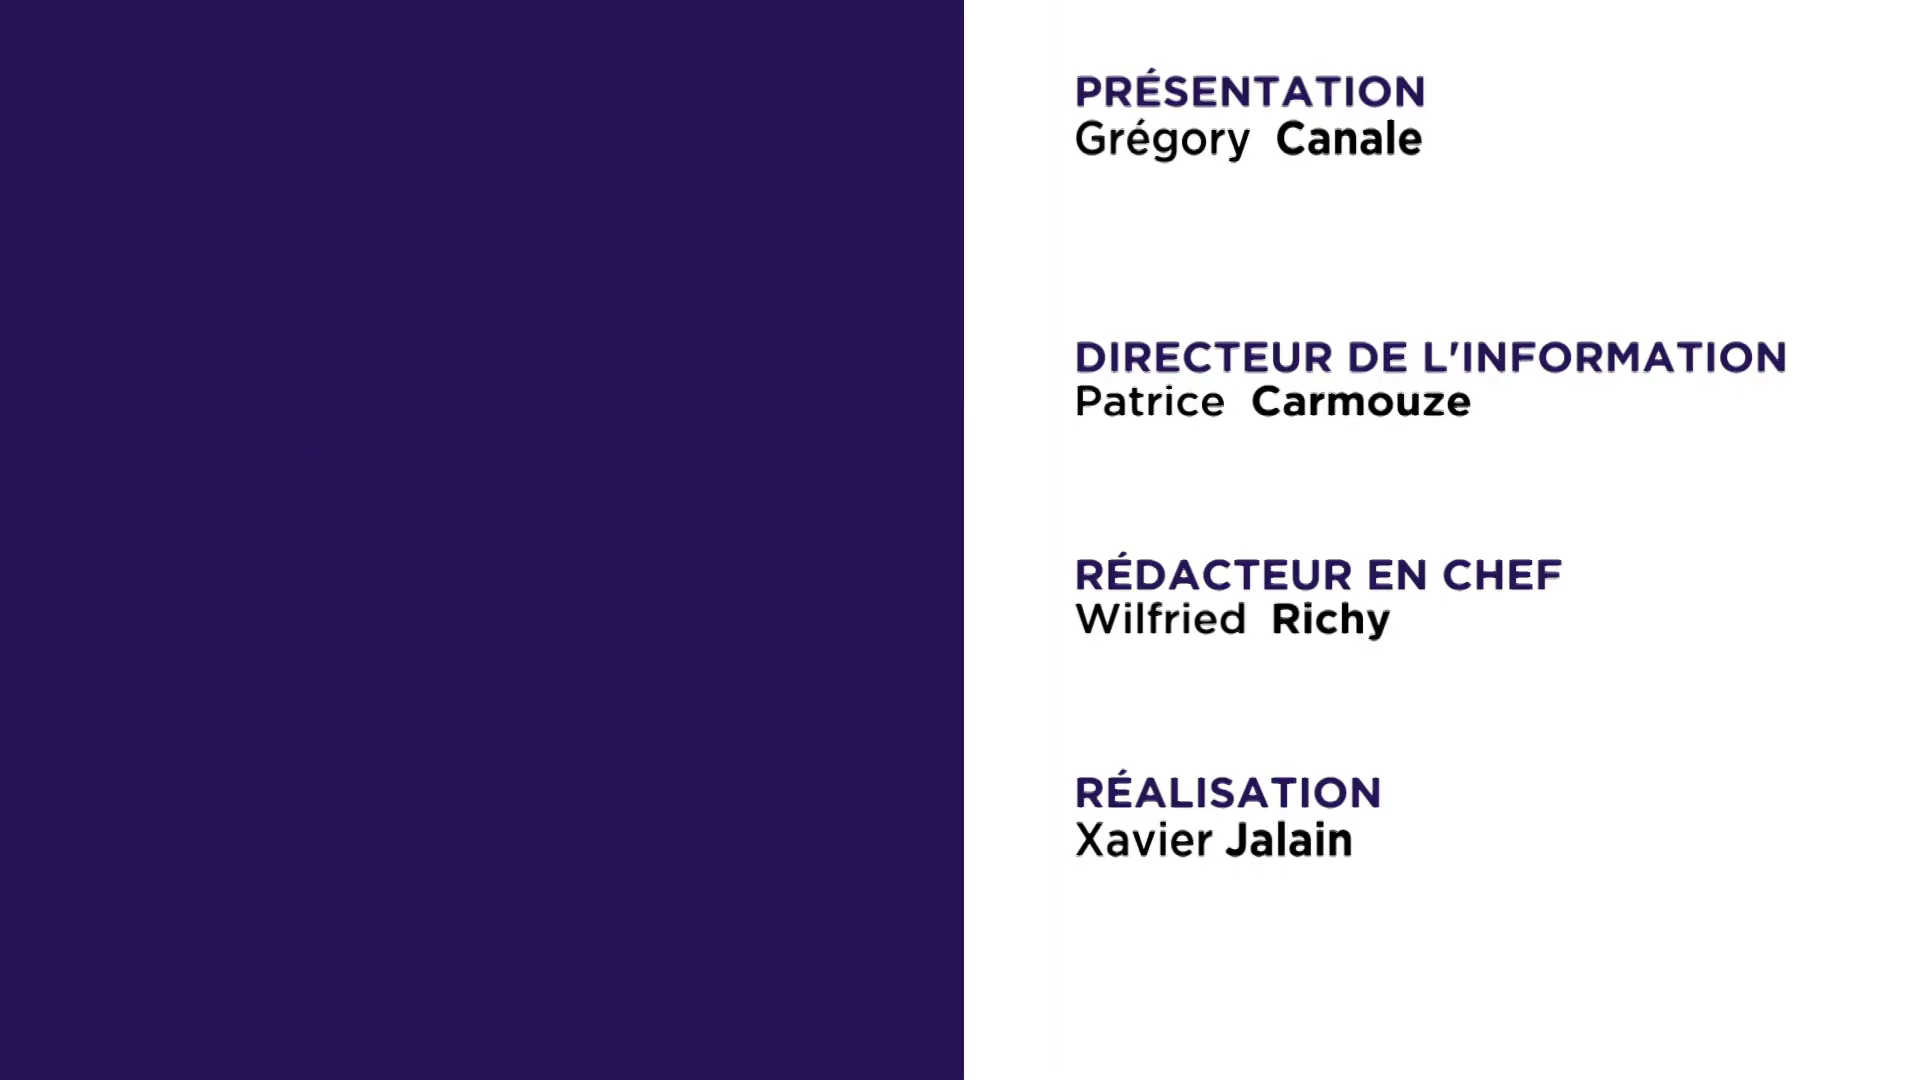 PRÉSENTATION
Grégory Canale
DIRECTEUR DE L'INFORMATION
Patrice Carmouze
RÉDACTEUR EN CHEF
Wilfried Richy
RÉALISATION
Xavier Jalain